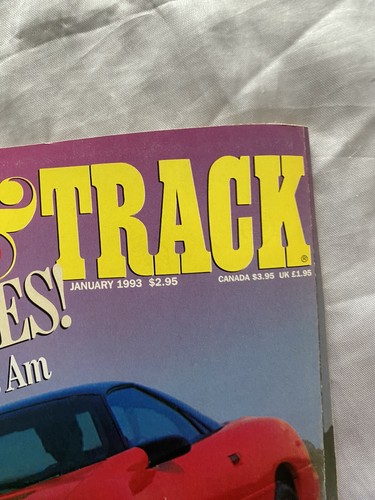 & TRACK®
JANUARY 1993 $2.95 CANADA $3.95 UK £1.95
ES!
Am